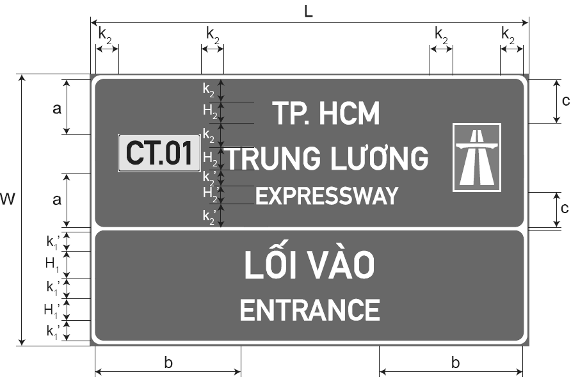 L
k₂ k₂ k₂ k₂
k₂
a H₂ c
TP. HCM
k₂
CT.01 H₂ TRUNG LƯƠNG
k₂'
W a H₂' EXPRESSWAY c
k₂'
k₁'
H₁ LỐI VÀO
k₁'
H₁' ENTRANCE
k₁'
b b